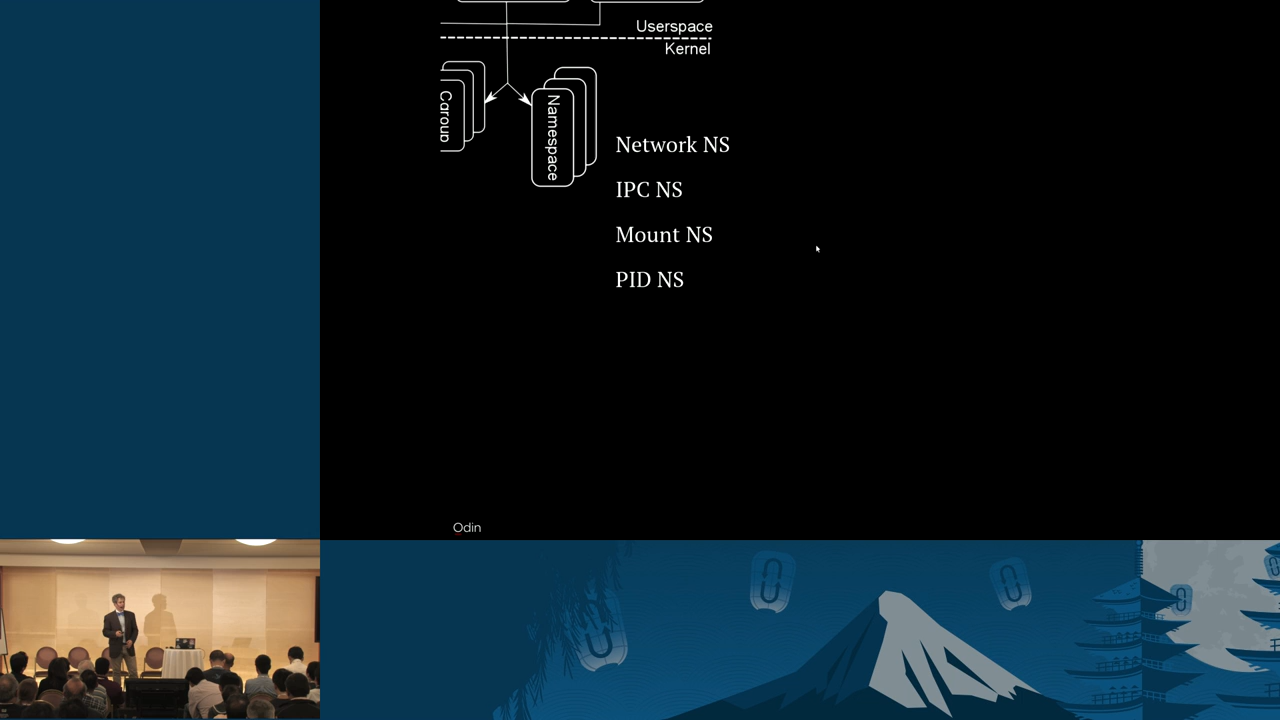 Userspace
Kernel
Cgroup
Namespace
Network NS
IPC NS
Mount NS
PID NS
Odin